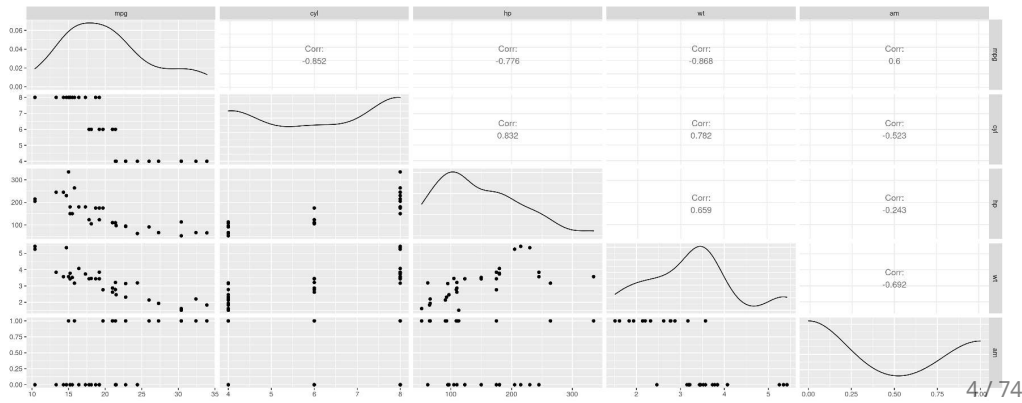 mpg cyl hp wt am
0.06
0.04
0.02
0.00
Corr:
-0.852
Corr:
-0.776
Corr:
-0.868
Corr:
0.6
mpg
8
7
6
5
4
Corr:
0.832
Corr:
0.782
Corr:
-0.523
cyl
300
200
100
Corr:
0.659
Corr:
-0.243
hp
5
4
3
2
Corr:
-0.692
wt
1.00
0.75
0.50
0.25
0.00
am
10 15 20 25 30 35 4 5 6 7 8 100 200 300 2 3 4 5 0.00 0.25 0.50 0.75 1.00
4 / 74